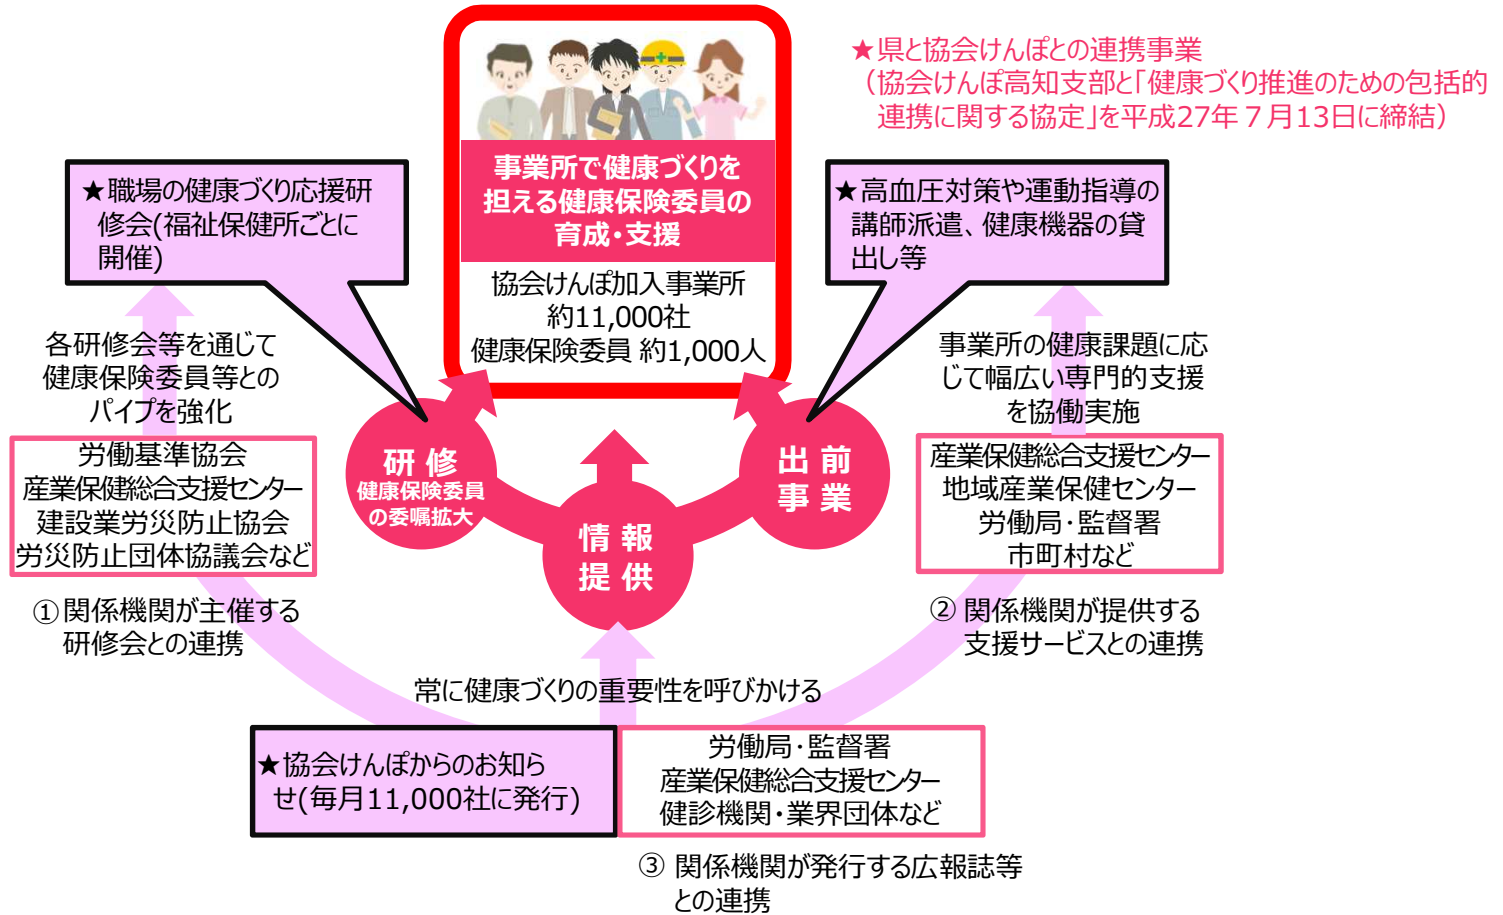 ★県と協会けんぽとの連携事業
（協会けんぽ高知支部と「健康づくり推進のための包括的
連携に関する協定」を平成27年７月13日に締結）
事業所で健康づくりを
担える健康保険委員の
育成・支援
協会けんぽ加入事業所
約11,000社
健康保険委員 約1,000人
★職場の健康づくり応援研
修会(福祉保健所ごとに
開催)
★高血圧対策や運動指導の
講師派遣、健康機器の貸
出し等
各研修会等を通じて
健康保険委員等との
パイプを強化
事業所の健康課題に応
じて幅広い専門的支援
を協働実施
労働基準協会
産業保健総合支援センター
建設業労災防止協会
労災防止団体協議会など
研 修
健康保険委員
の委嘱拡大
情 報
提 供
出 前
事 業
産業保健総合支援センター
地域産業保健センター
労働局・監督署
市町村など
①関係機関が主催する
研修会との連携
② 関係機関が提供する
支援サービスとの連携
常に健康づくりの重要性を呼びかける
★協会けんぽからのお知ら
せ(毎月11,000社に発行)
労働局・監督署
産業保健総合支援センター
健診機関・業界団体など
③ 関係機関が発行する広報誌等
との連携